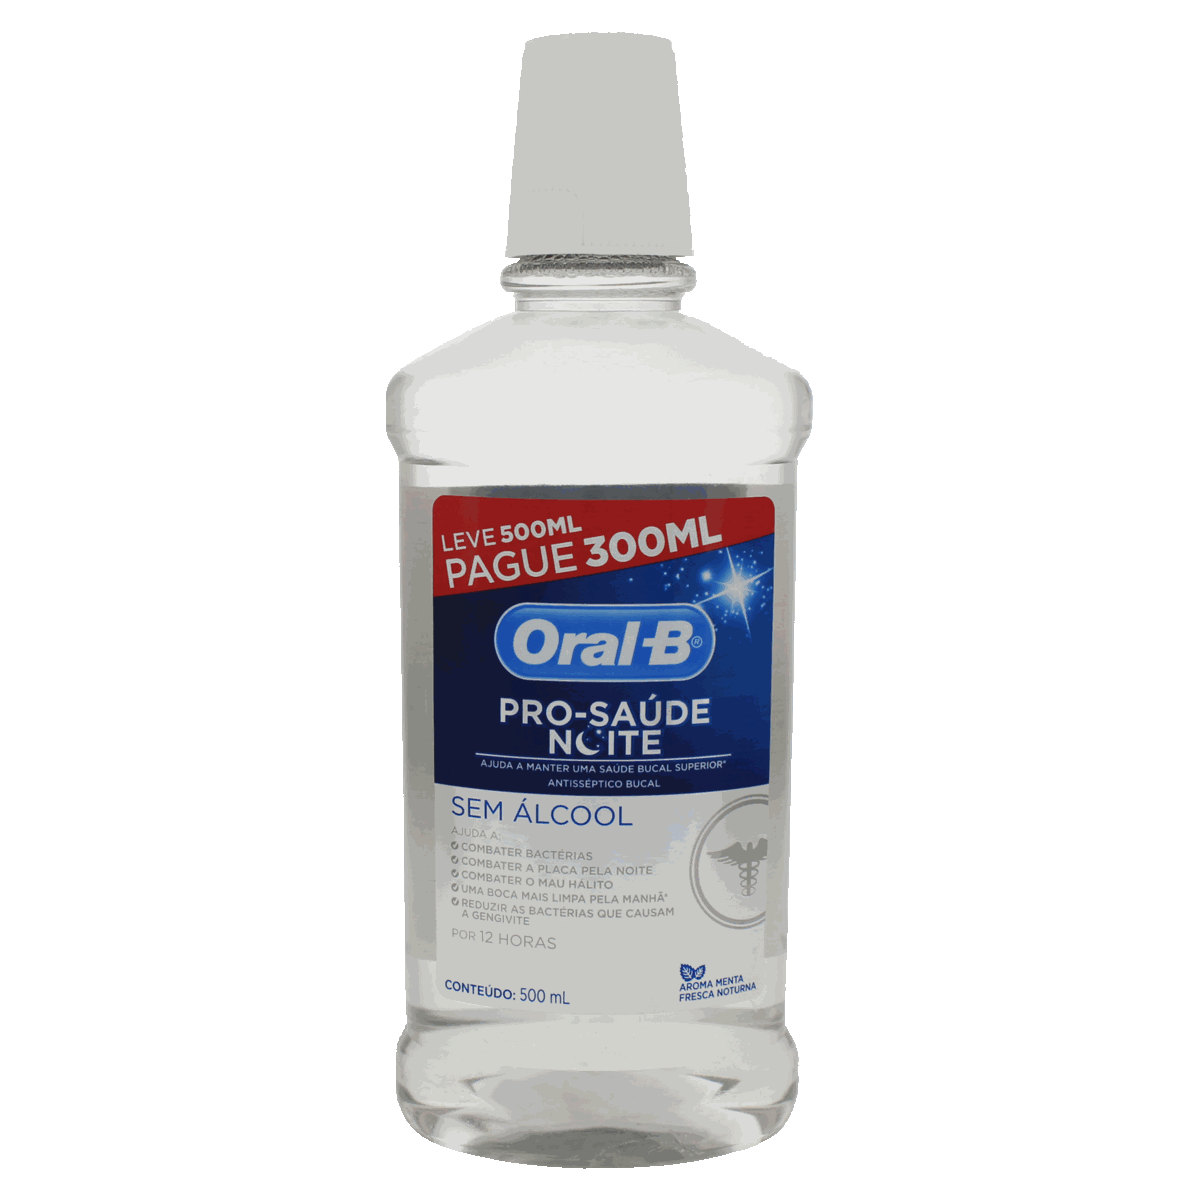 LEVE 500ML
PAGUE 300ML
Oral-B®
PRO-SAÚDE
NOITE
AJUDA A MANTER UMA SAÚDE BUCAL SUPERIOR*
ANTISSÉPTICO BUCAL
SEM ÁLCOOL
AJUDA A:
COMBATER BACTÉRIAS
COMBATER A PLACA PELA NOITE
COMBATER O MAU HÁLITO
UMA BOCA MAIS LIMPA PELA MANHÃ*
REDUZIR AS BACTÉRIAS QUE CAUSAM
A GENGIVITE
POR 12 HORAS
CONTEÚDO: 500 mL
AROMA MENTA
FRESCA NOTURNA